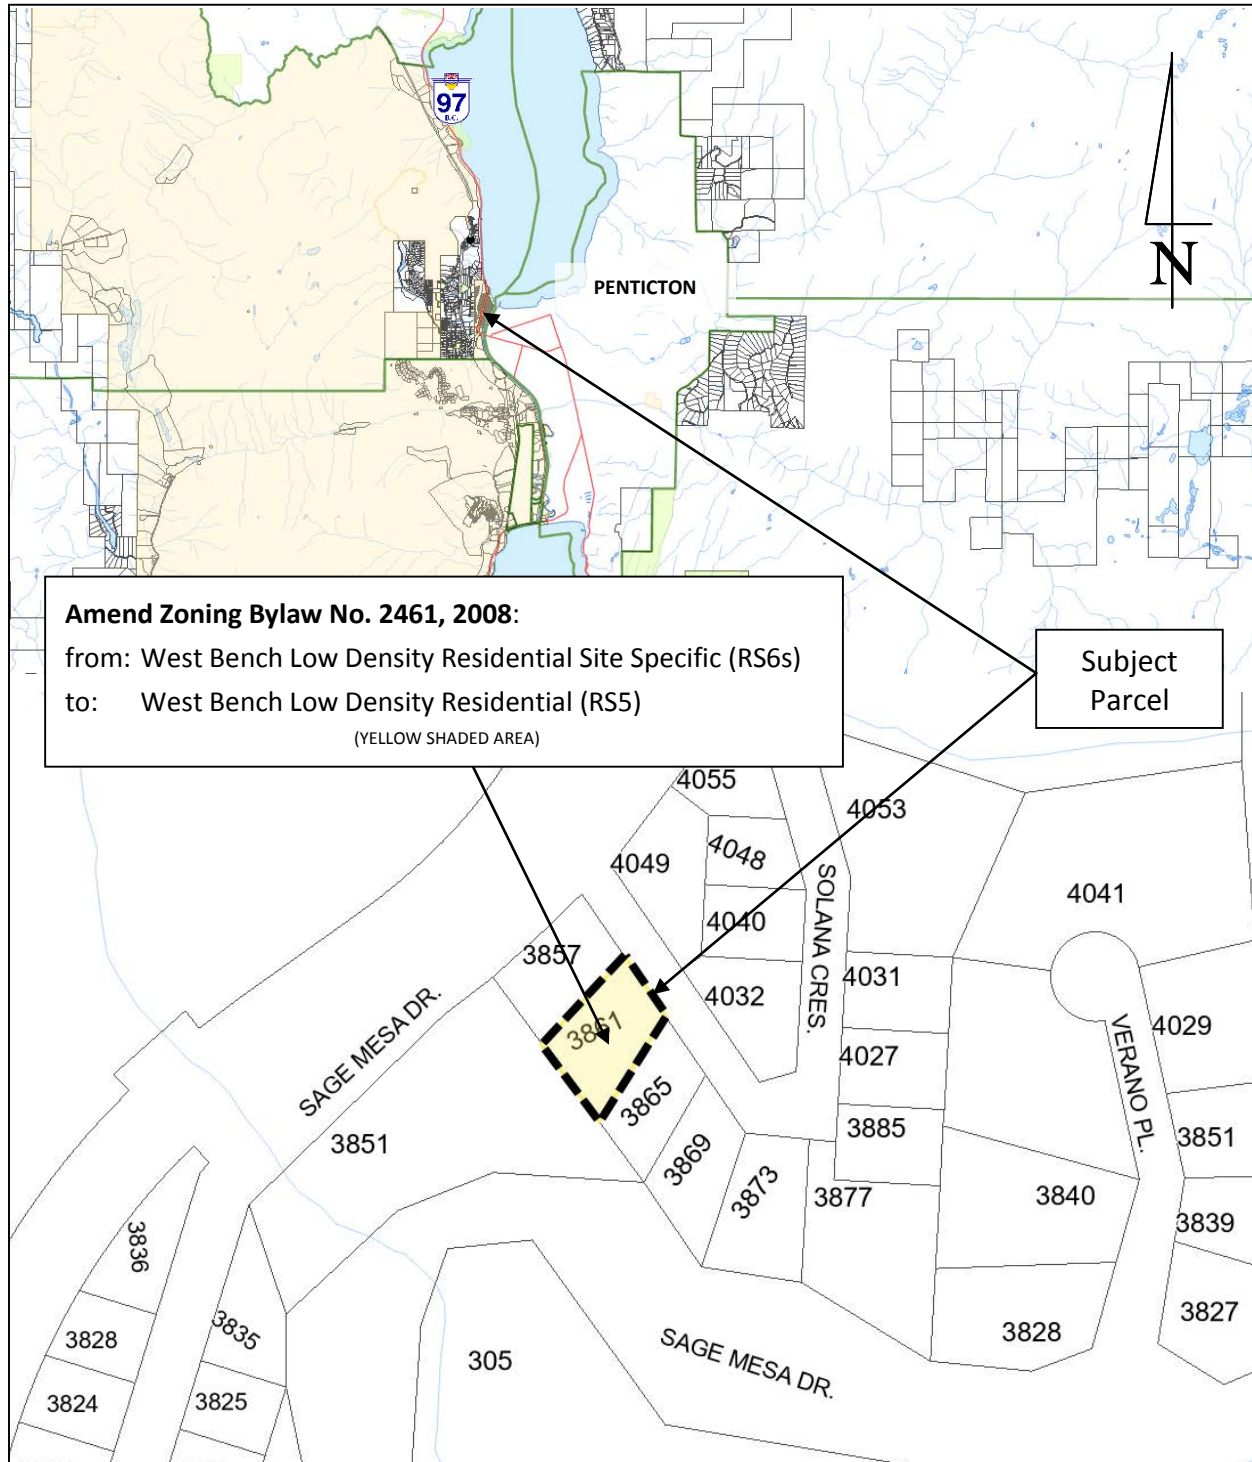 97
B.C.
PENTICTON
N
Amend Zoning Bylaw No. 2461, 2008:
from: West Bench Low Density Residential Site Specific (RS6s)
to: West Bench Low Density Residential (RS5)
(YELLOW SHADED AREA)
Subject
Parcel
4055
4053
4049
4048
4041
4040
SOLANA CRES.
3857
4031
4032
3861
4029
SAGE MESA DR.
4027
VERANO PL.
3865
3885
3851
3851
3869
3873
3877
3840
3839
3836
3835
3828
3827
3828
305
SAGE MESA DR.
3824
3825